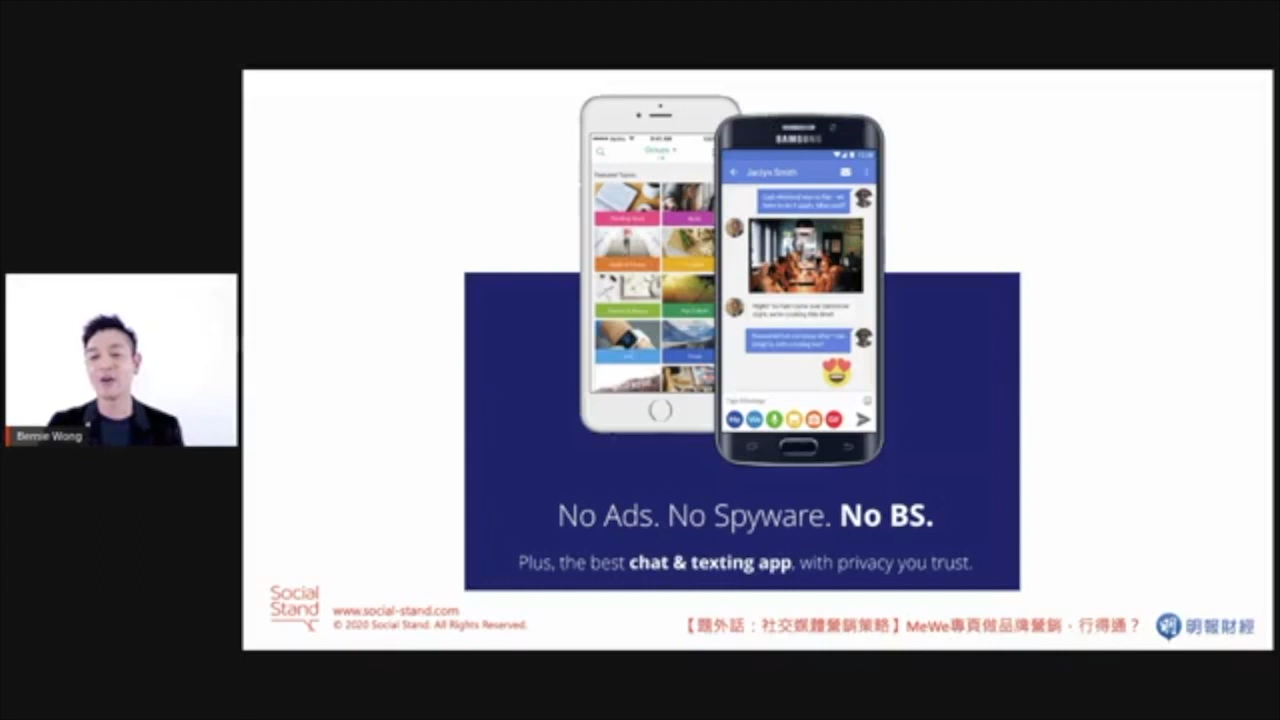 Bernie Wong
Groups
Featured Topics
SAMSUNG
Jaclyn Smith
GIF
No Ads. No Spyware. No BS.
Plus, the best chat & texting app, with privacy you trust.
Social
Stand
www.social-stand.com
© 2020 Social Stand. All Rights Reserved.
【題外話：社交媒體營銷策略】MeWe專頁做品牌營銷，行得通？
明報財經